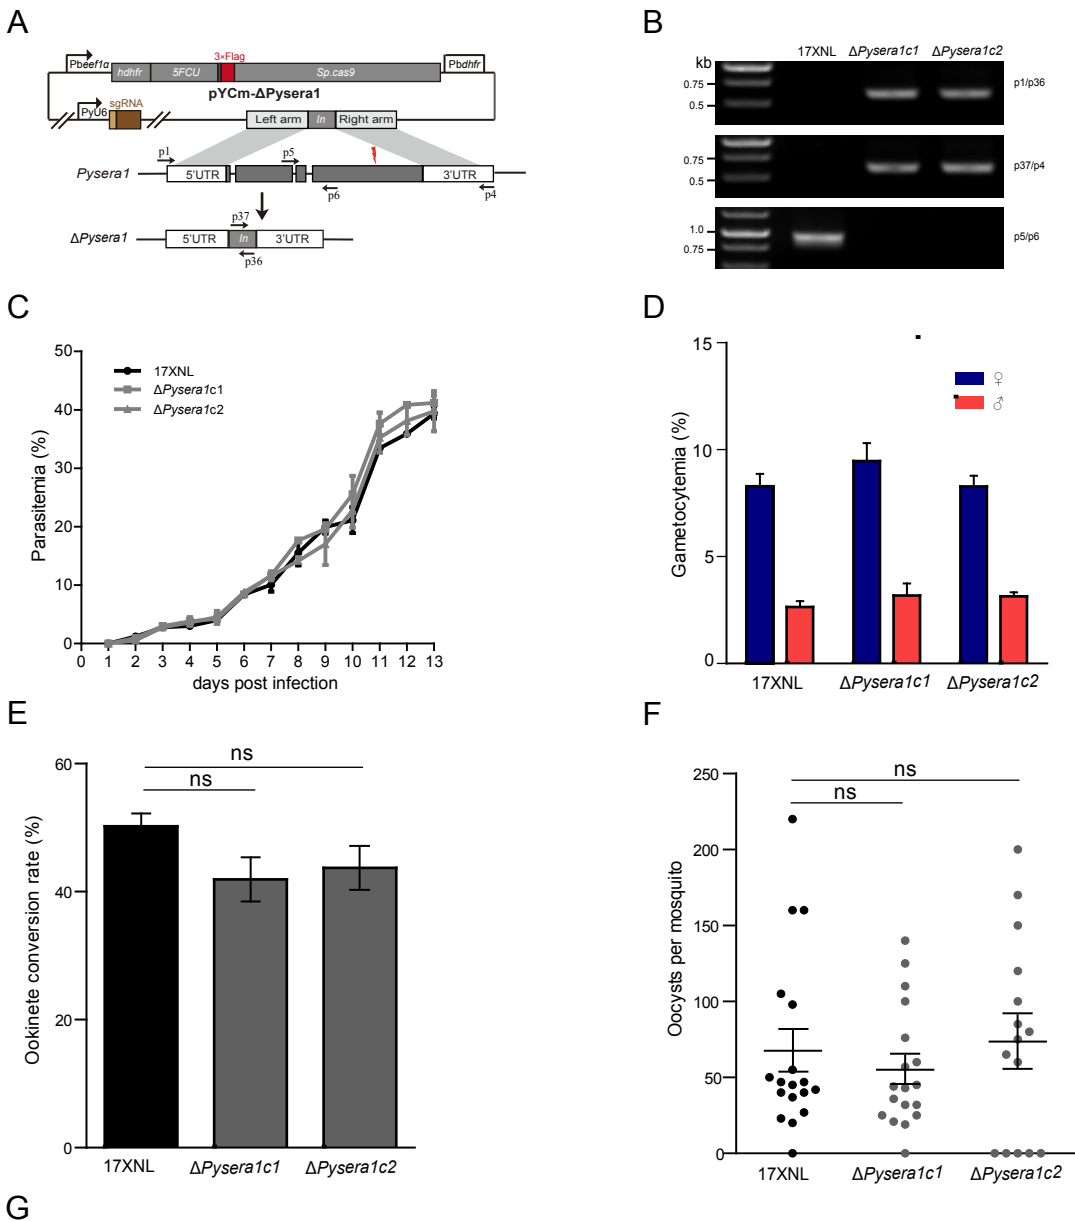 A
Pbeef1α
hdhfr
5FCU
3×Flag
Sp.cas9
Pbdhfr
pYCm-ΔPysera1
PyU6
sgRNA
Left arm
In
Right arm
p1
p5
Pysera1
5'UTR
3'UTR
p6
p4
p37
ΔPysera1
5'UTR
In
3'UTR
p36
B
17XNL
ΔPysera1c1
ΔPysera1c2
kb
0.75
0.5
p1/p36
0.75
0.5
p37/p4
1.0
0.75
p5/p6
C
Parasitemia (%)
50
40
30
20
10
0
17XNL
ΔPysera1c1
ΔPysera1c2
0 1 2 3 4 5 6 7 8 9 10 11 12 13
days post infection
D
Gametocytemia (%)
15
10
5
0
♀
♂
17XNL
ΔPysera1c1
ΔPysera1c2
E
Ookinete conversion rate (%)
60
40
20
0
ns
ns
17XNL
ΔPysera1c1
ΔPysera1c2
F
Oocysts per mosquito
250
200
150
100
50
0
ns
ns
17XNL
ΔPysera1c1
ΔPysera1c2
G